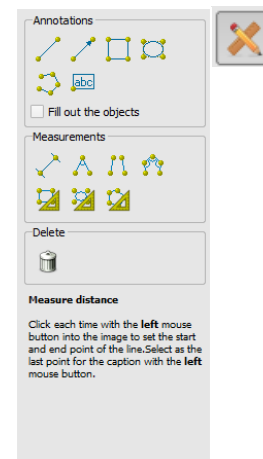 Annotations
abc
Fill out the objects
Measurements
Delete
Measure distance
Click each time with the left mouse
button into the image to set the start
and end point of the line.Select as the
last point for the caption with the left
mouse button.